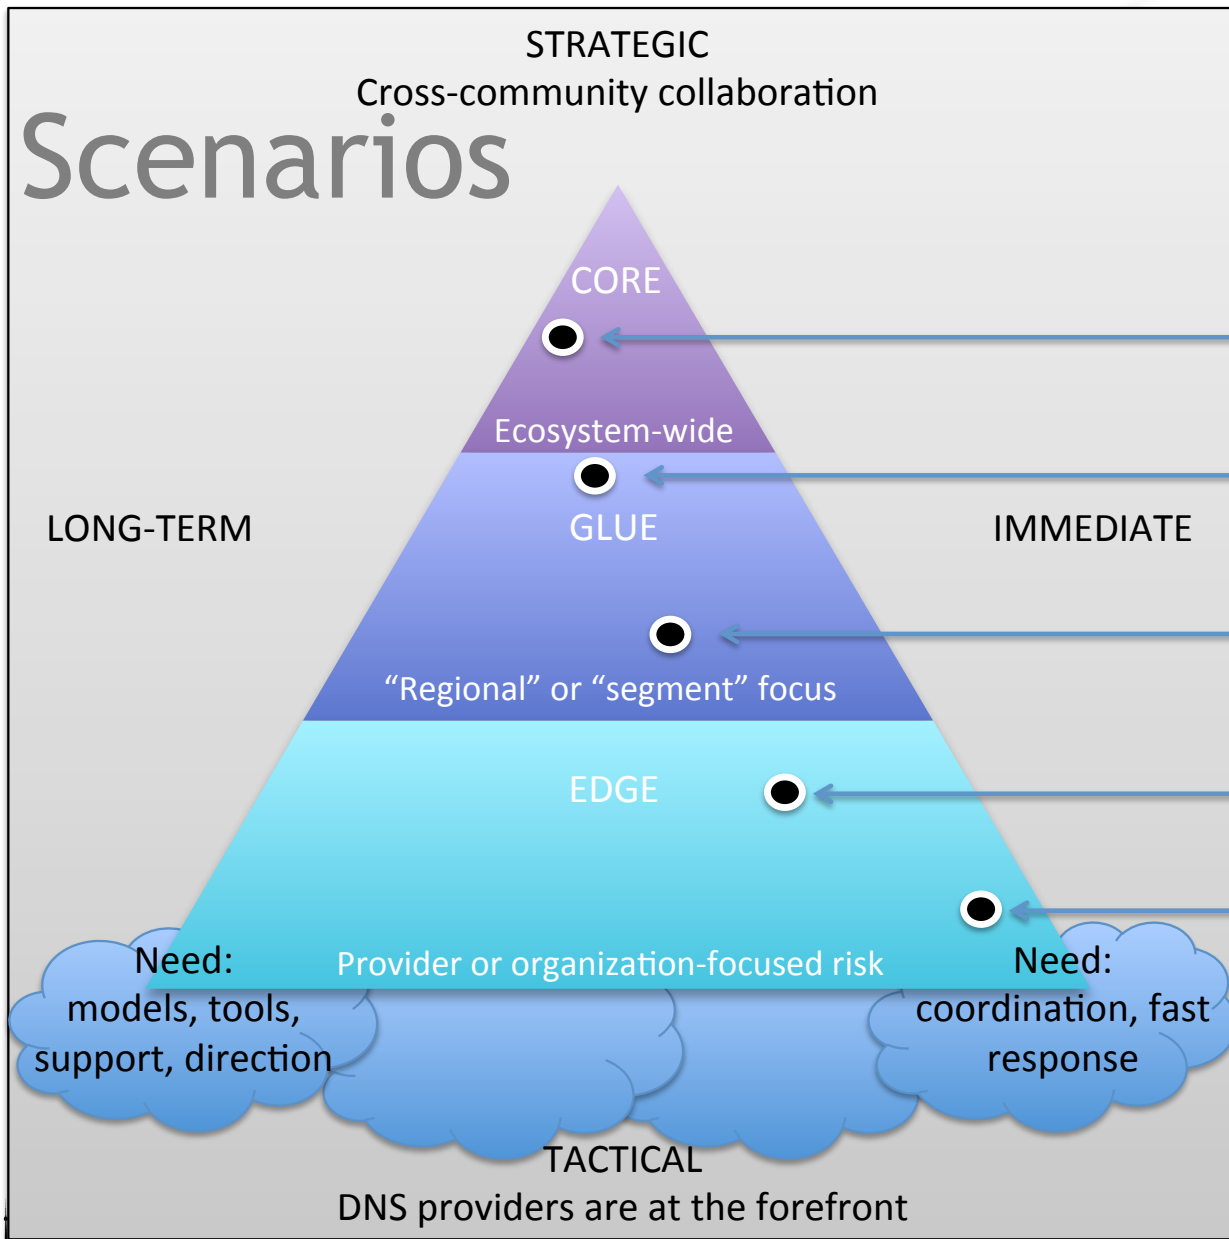 STRATEGIC
Cross-community collaboration
Scenarios
CORE
Ecosystem-wide
LONG-TERM
GLUE
IMMEDIATE
“Regional” or “segment” focus
EDGE
Need:
models, tools,
support, direction
Provider or organization-focused risk
Need:
coordination, fast
response
TACTICAL
DNS providers are at the forefront